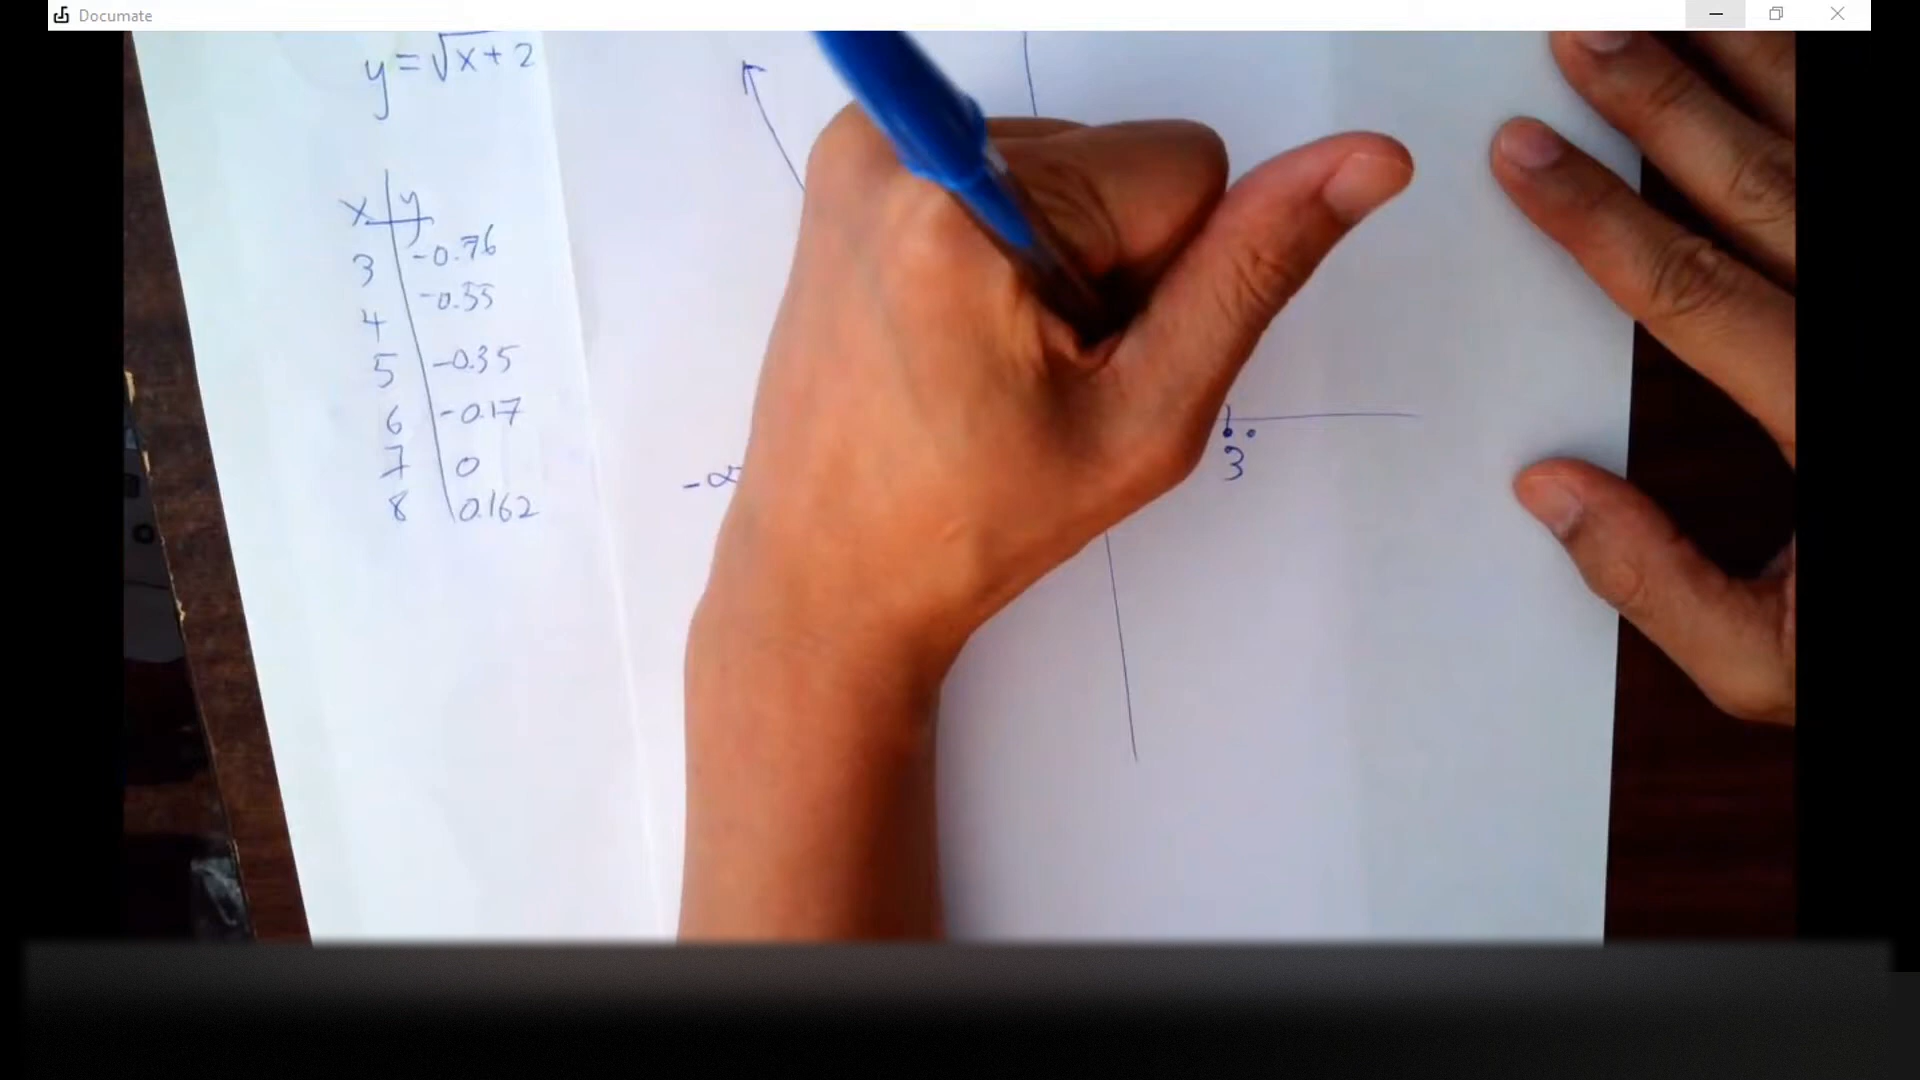 Documate
y = √x + 2
x y
3 -0.76
4 -0.55
5 -0.35
6 -0.17
7 0
8 0.162
-∞
3